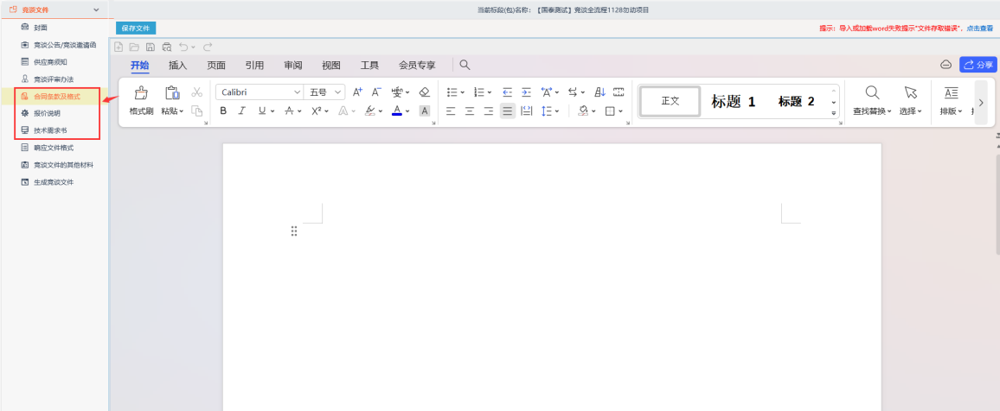 竞谈文件
当前标段(包)名称：【国泰测试】竞谈全流程1128勿动项目
封面
竞谈公告/竞谈邀请函
供应商须知
竞谈评审办法
合同条款及格式
报价说明
技术需求书
响应文件格式
竞谈文件的其他材料
生成竞谈文件
保存文件
提示：导入或加载word失败提示"文件存取错误"，点击查看
开始 插入 页面 引用 审阅 视图 工具 会员专享
分享
格式刷 粘贴
Calibri 五号
B I U A X² A A A
正文 标题 1 标题 2
查找替换 选择 排版